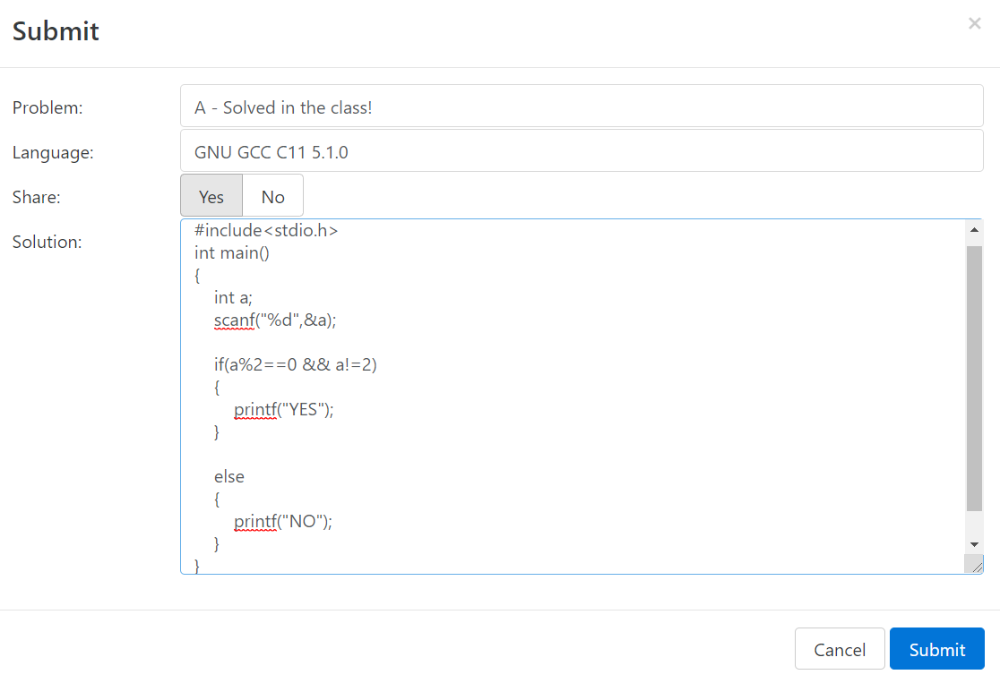 Submit
×
Problem:
A - Solved in the class!
Language:
GNU GCC C11 5.1.0
Share:
Yes
No
Solution:
#include<stdio.h>
int main()
{
    int a;
    scanf("%d",&a);
    if(a%2==0 && a!=2)
    {
        printf("YES");
    }
    else
    {
        printf("NO");
    }
}
Cancel
Submit